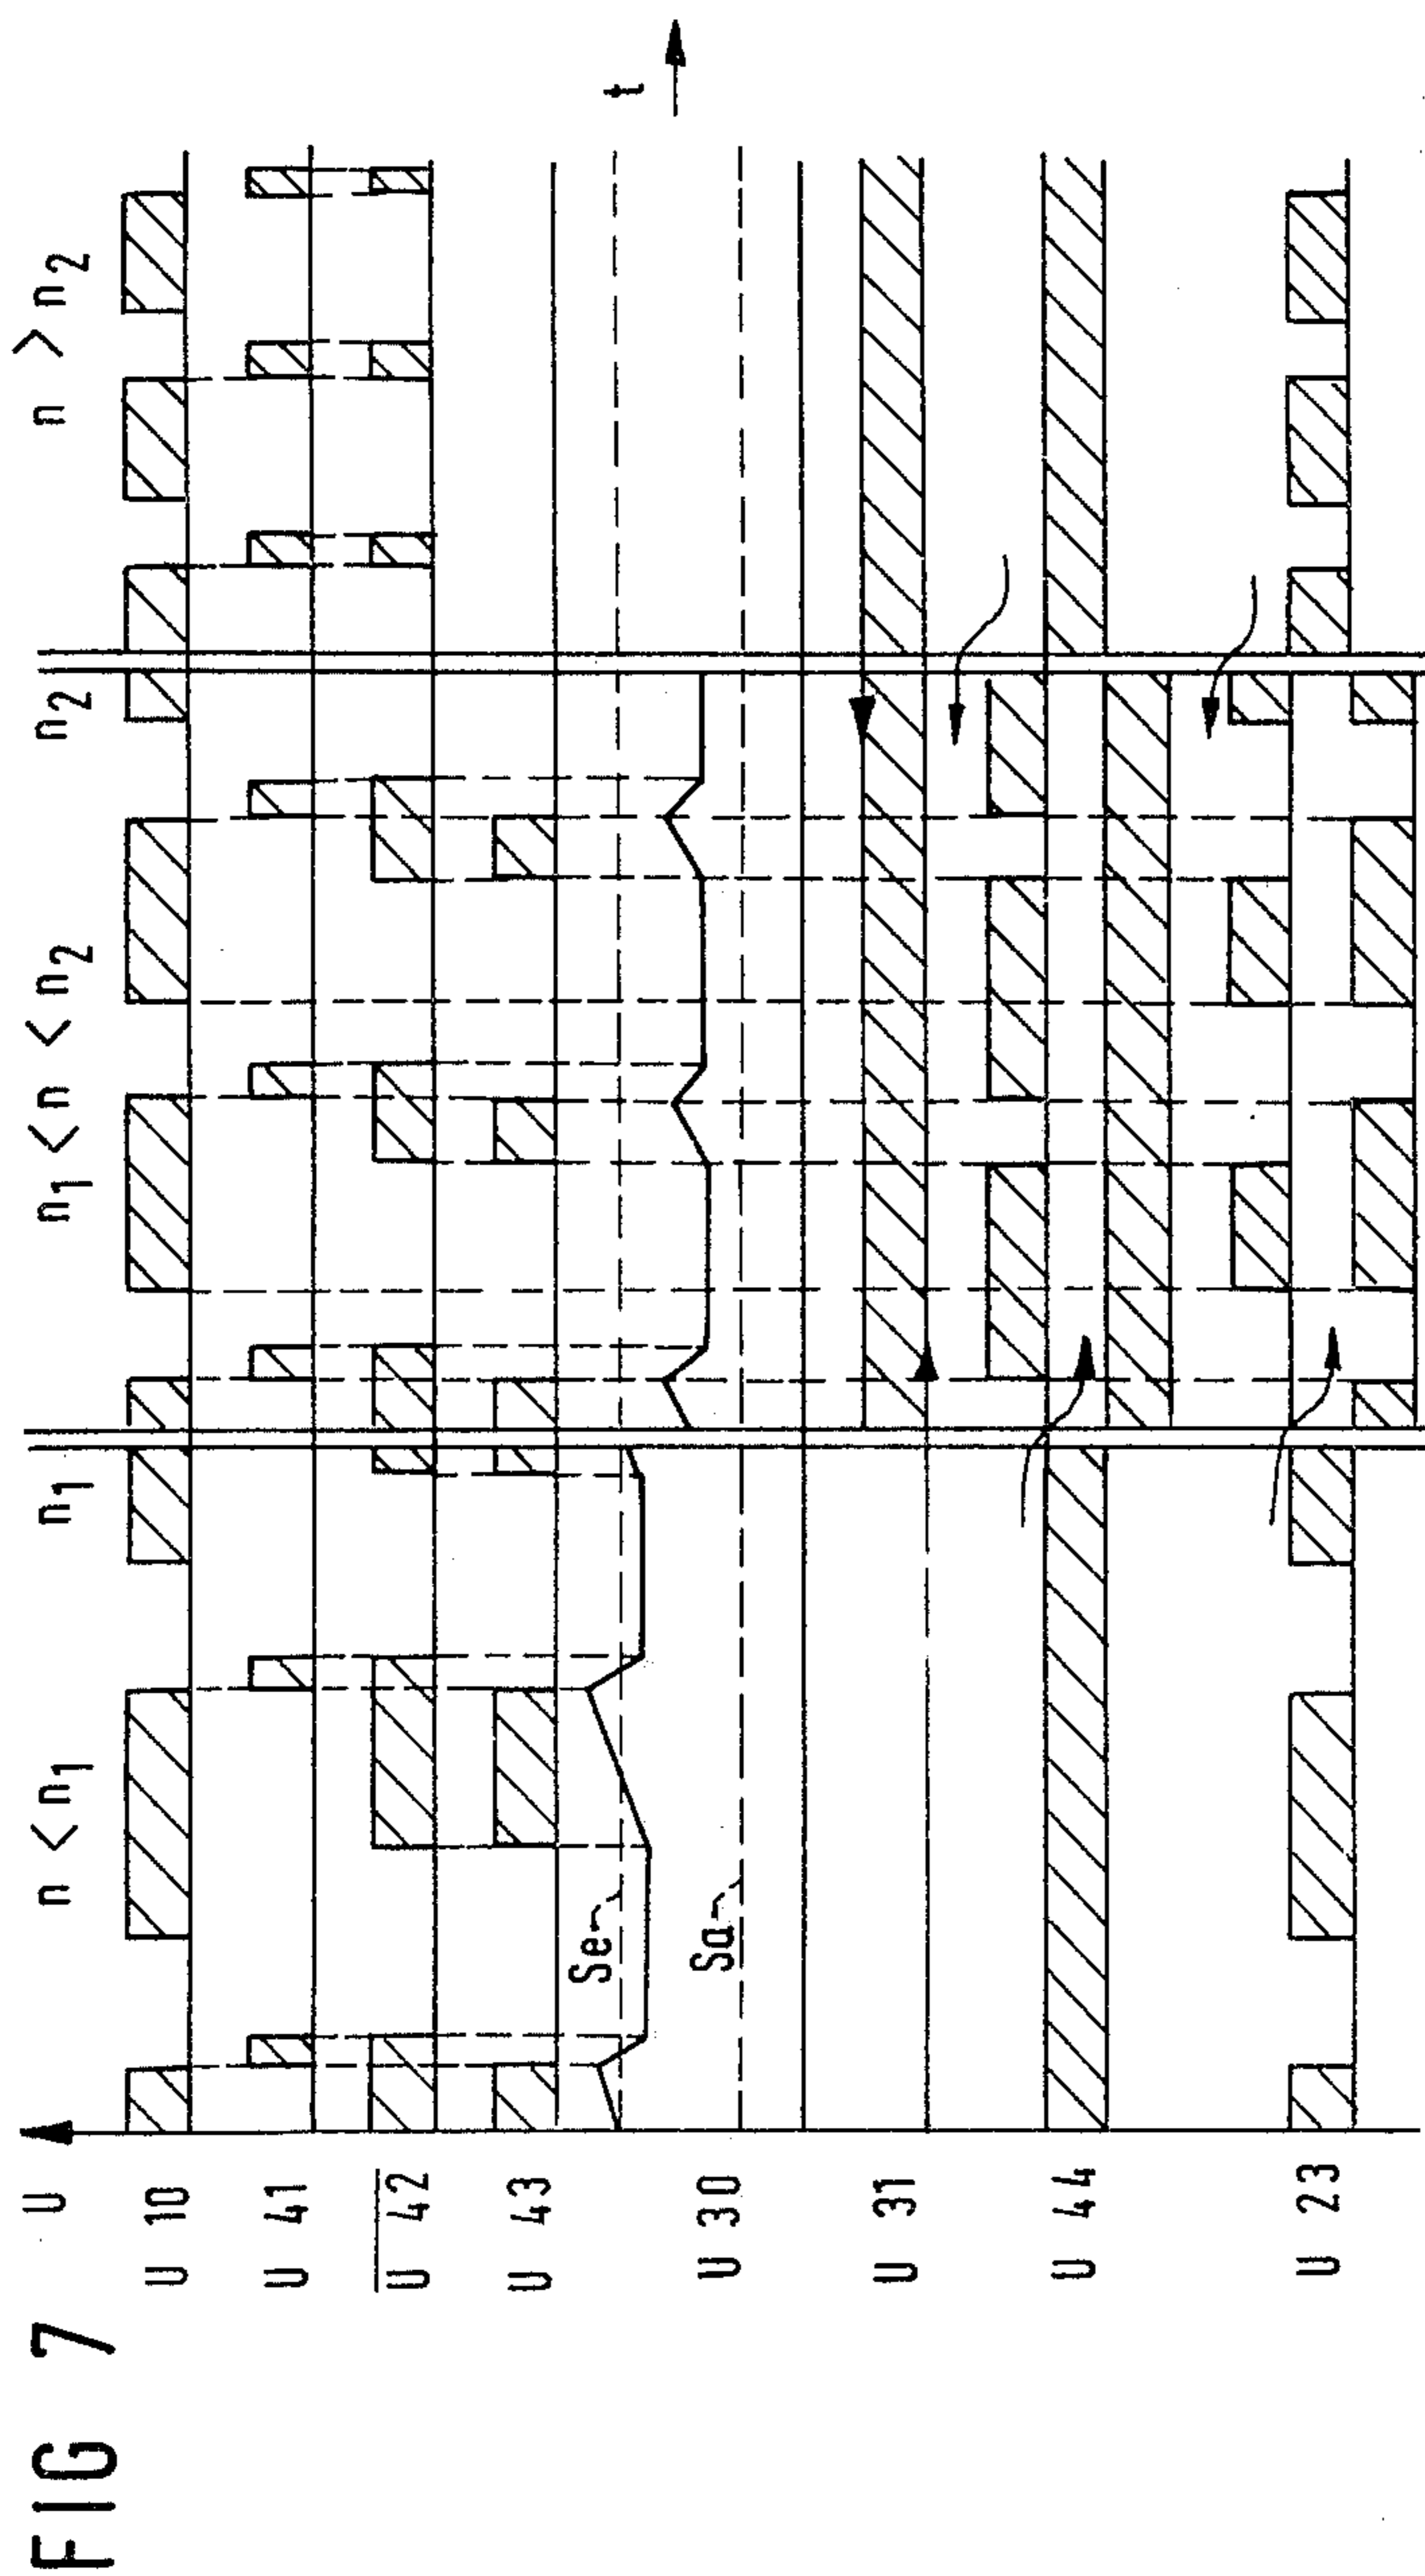 FIG 7
U
n < n1
n1
n1 < n < n2
n2
n > n2
U 10
U 41
U 42
U 43
Se
U 30
Sa
U 31
U 44
U 23
t